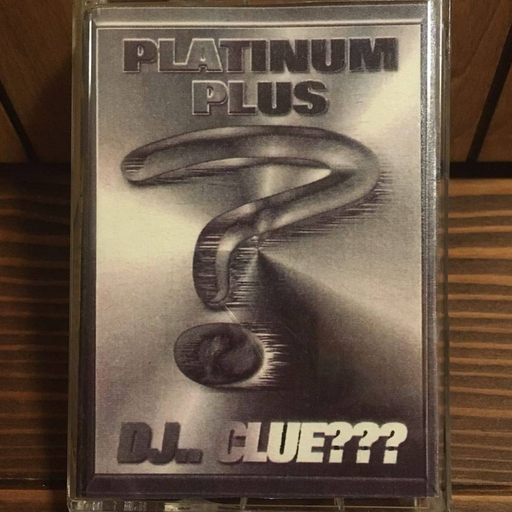 PLATINUM
PLUS
?
DJ.. CLUE???